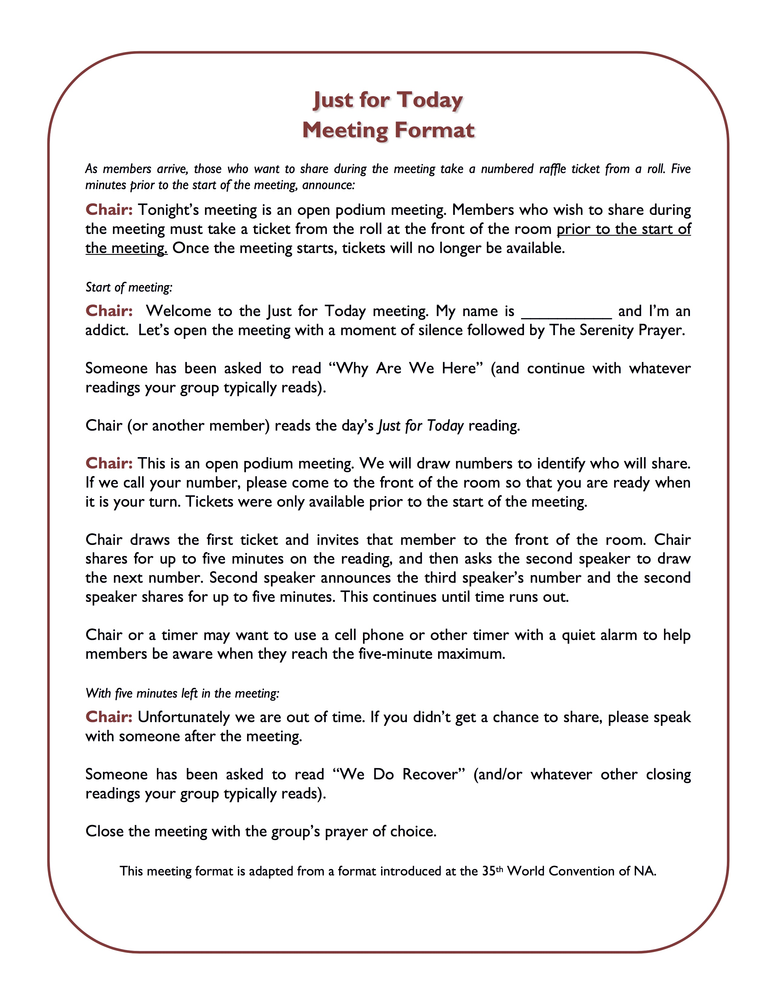 Just for Today
Meeting Format
As members arrive, those who want to share during the meeting take a numbered raffle ticket from a roll. Five
minutes prior to the start of the meeting, announce:
Chair: Tonight’s meeting is an open podium meeting. Members who wish to share during
the meeting must take a ticket from the roll at the front of the room prior to the start of
the meeting. Once the meeting starts, tickets will no longer be available.
Start of meeting:
Chair: Welcome to the Just for Today meeting. My name is __________ and I’m an
addict. Let’s open the meeting with a moment of silence followed by The Serenity Prayer.
Someone has been asked to read “Why Are We Here” (and continue with whatever
readings your group typically reads).
Chair (or another member) reads the day’s Just for Today reading.
Chair: This is an open podium meeting. We will draw numbers to identify who will share.
If we call your number, please come to the front of the room so that you are ready when
it is your turn. Tickets were only available prior to the start of the meeting.
Chair draws the first ticket and invites that member to the front of the room. Chair
shares for up to five minutes on the reading, and then asks the second speaker to draw
the next number. Second speaker announces the third speaker’s number and the second
speaker shares for up to five minutes. This continues until time runs out.
Chair or a timer may want to use a cell phone or other timer with a quiet alarm to help
members be aware when they reach the five-minute maximum.
With five minutes left in the meeting:
Chair: Unfortunately we are out of time. If you didn’t get a chance to share, please speak
with someone after the meeting.
Someone has been asked to read “We Do Recover” (and/or whatever other closing
readings your group typically reads).
Close the meeting with the group’s prayer of choice.
This meeting format is adapted from a format introduced at the 35th World Convention of NA.